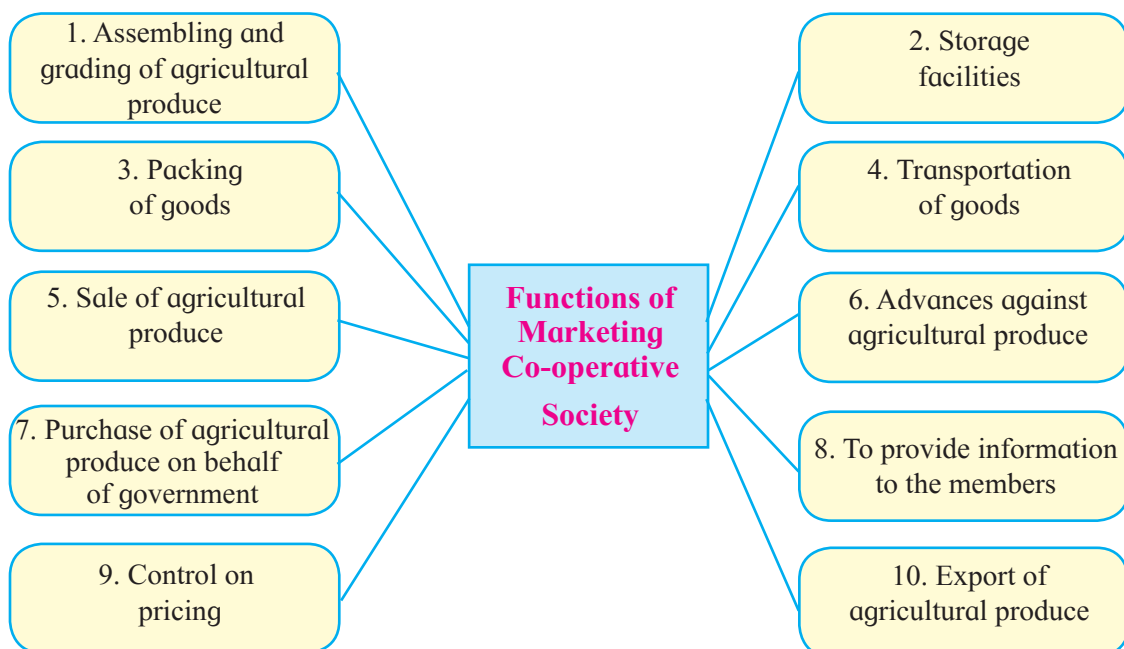 1. Assembling and
grading of agricultural
produce
2. Storage
facilities
3. Packing
of goods
4. Transportation
of goods
5. Sale of agricultural
produce
Functions of
Marketing
Co-operative
Society
6. Advances against
agricultural produce
7. Purchase of agricultural
produce on behalf
of government
8. To provide information
to the members
9. Control on
pricing
10. Export of
agricultural produce